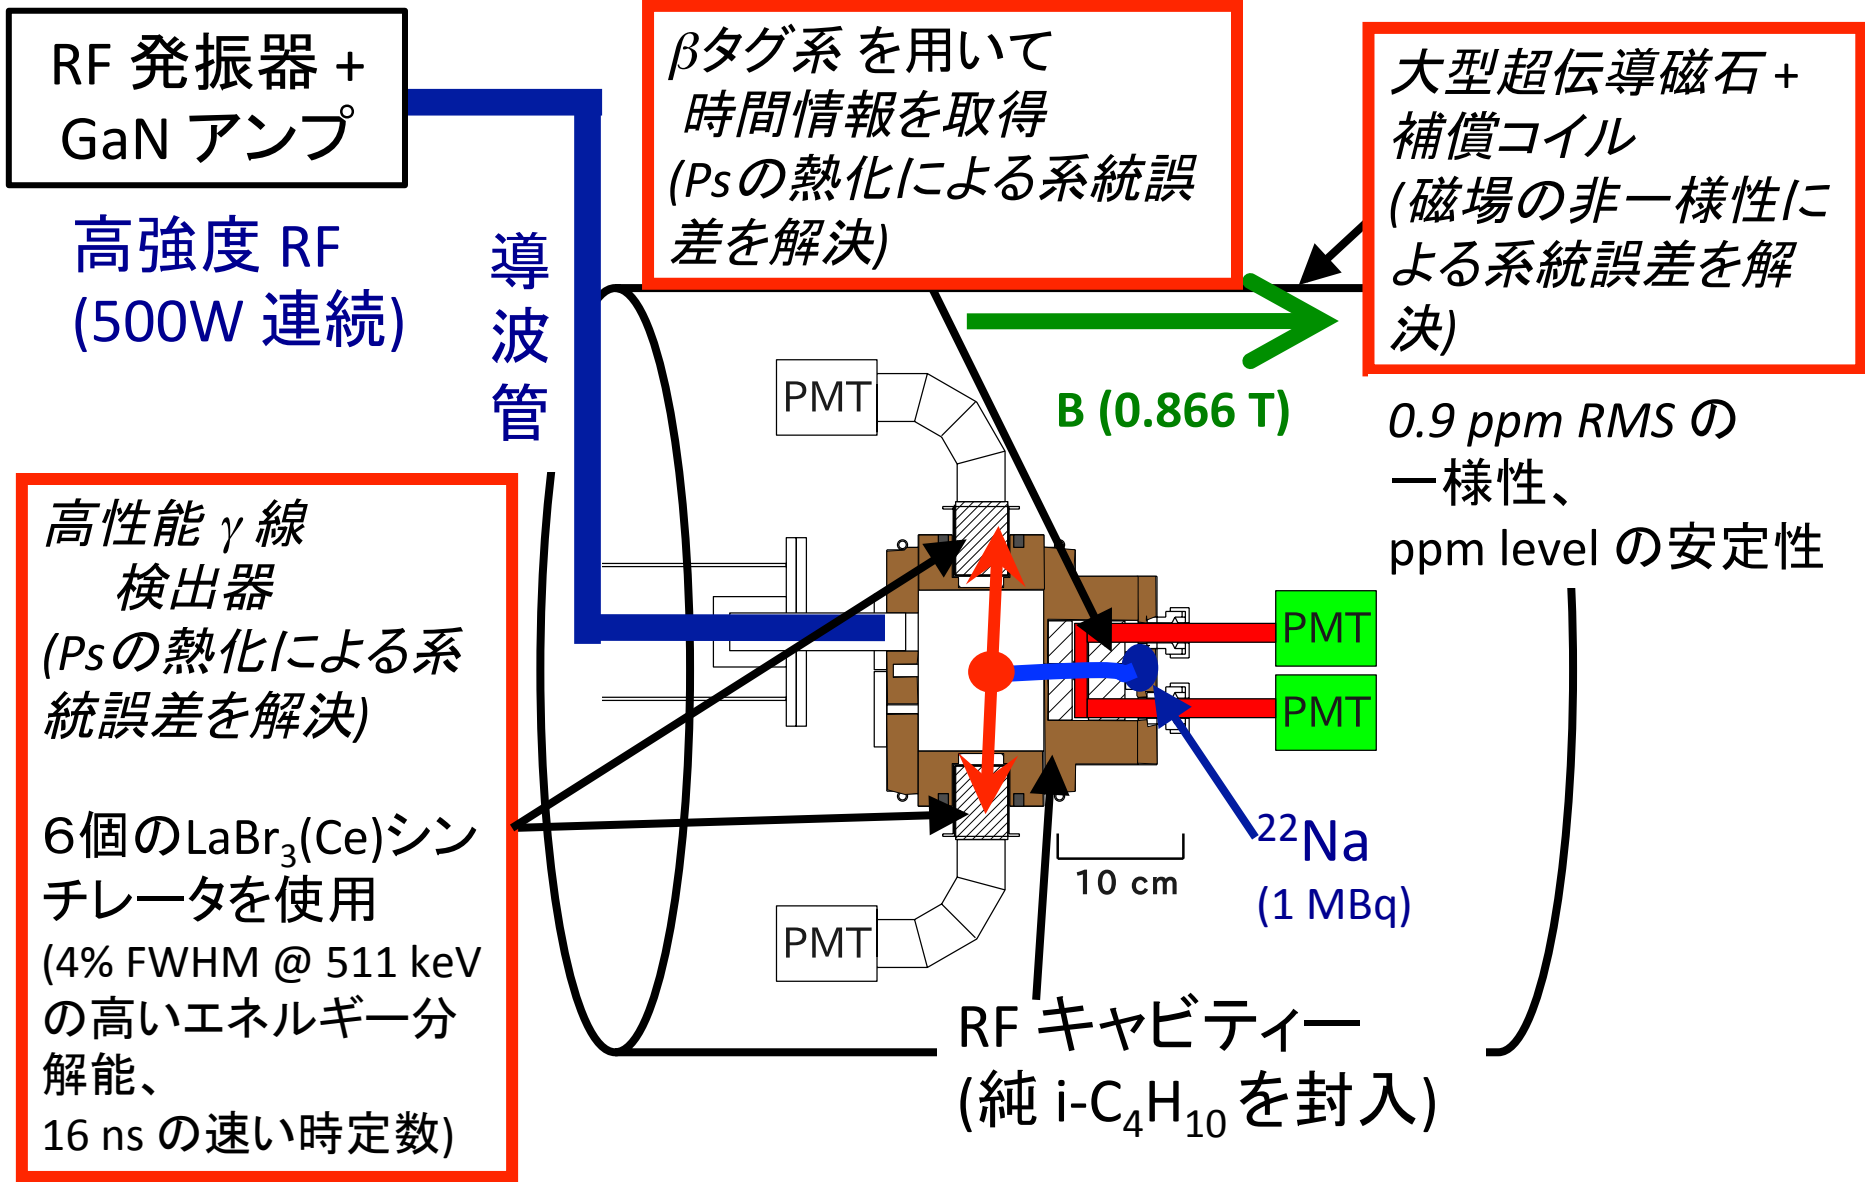 RF 発振器 +
GaN アンプ
高強度 RF
(500W 連続)
導
波
管
βタグ系 を用いて
時間情報を取得
(Psの熱化による系統誤
差を解決)
大型超伝導磁石 +
補償コイル
(磁場の非一様性に
よる系統誤差を解
決)
B (0.866 T)
0.9 ppm RMS の
一様性、
ppm level の安定性
PMT
高性能 γ 線
検出器
(Psの熱化による系
統誤差を解決)
６個のLaBr₃(Ce)シン
チレータを使用
(4% FWHM @ 511 keV
の高いエネルギー分
解能、
16 ns の速い時定数)
PMT
PMT
PMT
10 cm
²²Na
(1 MBq)
RF キャビティー
(純 i-C₄H₁₀ を封入)